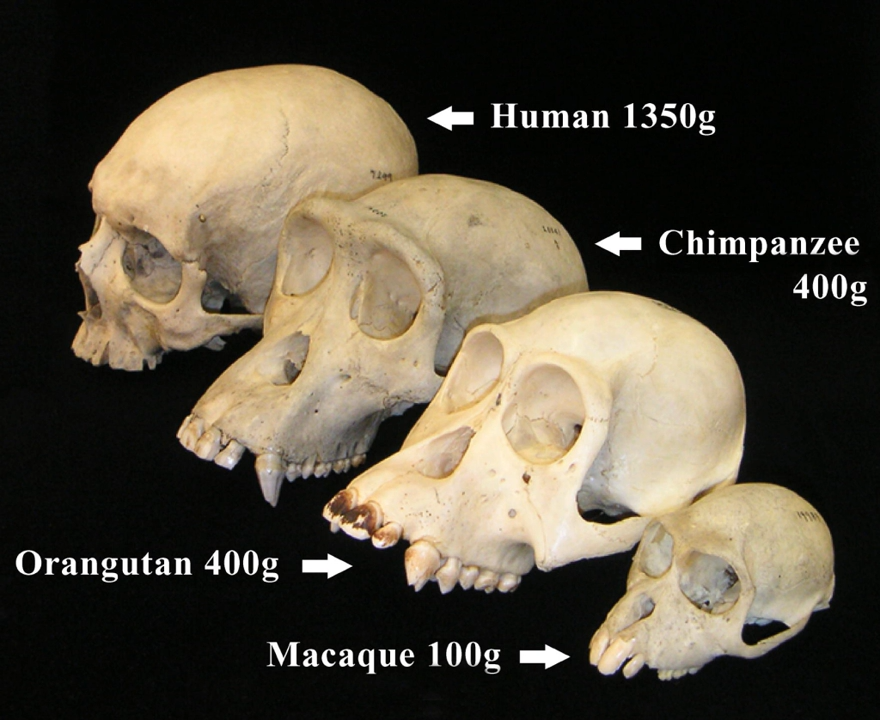 Human 1350g
Chimpanzee
400g
Orangutan 400g
Macaque 100g